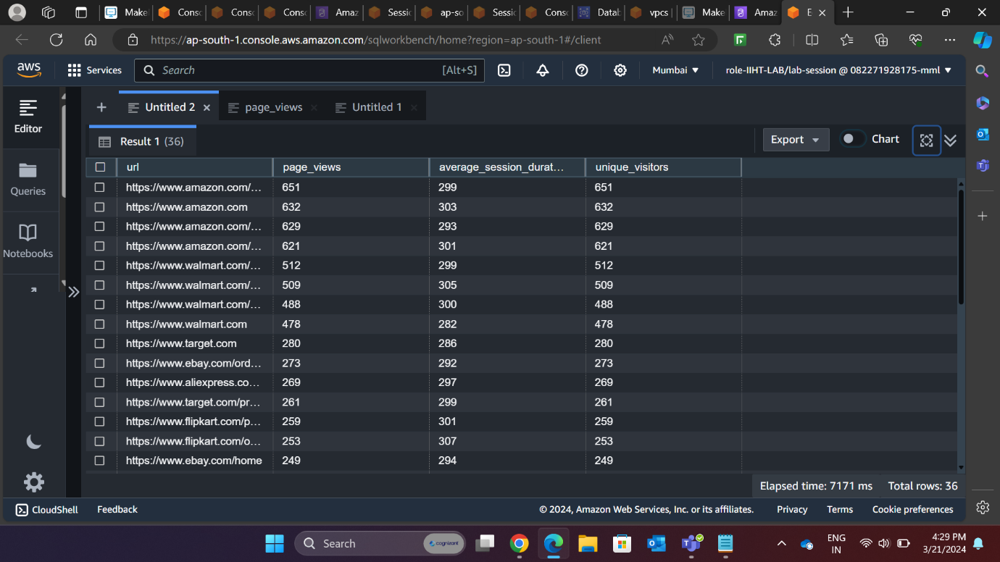 Make
Consc
Conso
Consc
Amaz
Sessic
ap-so
Sessic
Conso
Datab
vpcs |
Make
Amaz
E
https://ap-south-1.console.aws.amazon.com/sqlworkbench/home?region=ap-south-1#/client
aws
Services
Search
[Alt+S]
Mumbai
role-IIHT-LAB/lab-session @ 082271928175-mml
Editor
Queries
Notebooks
Untitled 2
page_views
Untitled 1
Result 1 (36)
Export
Chart
url page_views average_session_durat... unique_visitors
https://www.amazon.com/... 651 299 651
https://www.amazon.com 632 303 632
https://www.amazon.com/... 629 293 629
https://www.amazon.com/... 621 301 621
https://www.walmart.com/... 512 299 512
https://www.walmart.com/... 509 305 509
https://www.walmart.com/... 488 300 488
https://www.walmart.com 478 282 478
https://www.target.com 280 286 280
https://www.ebay.com/ord... 273 292 273
https://www.aliexpress.co... 269 297 269
https://www.target.com/pr... 261 299 261
https://www.flipkart.com/p... 259 301 259
https://www.flipkart.com/o... 253 307 253
https://www.ebay.com/home 249 294 249
Elapsed time: 7171 ms Total rows: 36
CloudShell Feedback © 2024, Amazon Web Services, Inc. or its affiliates. Privacy Terms Cookie preferences
Search
cognizant
ENG
IN
4:29 PM
3/21/2024